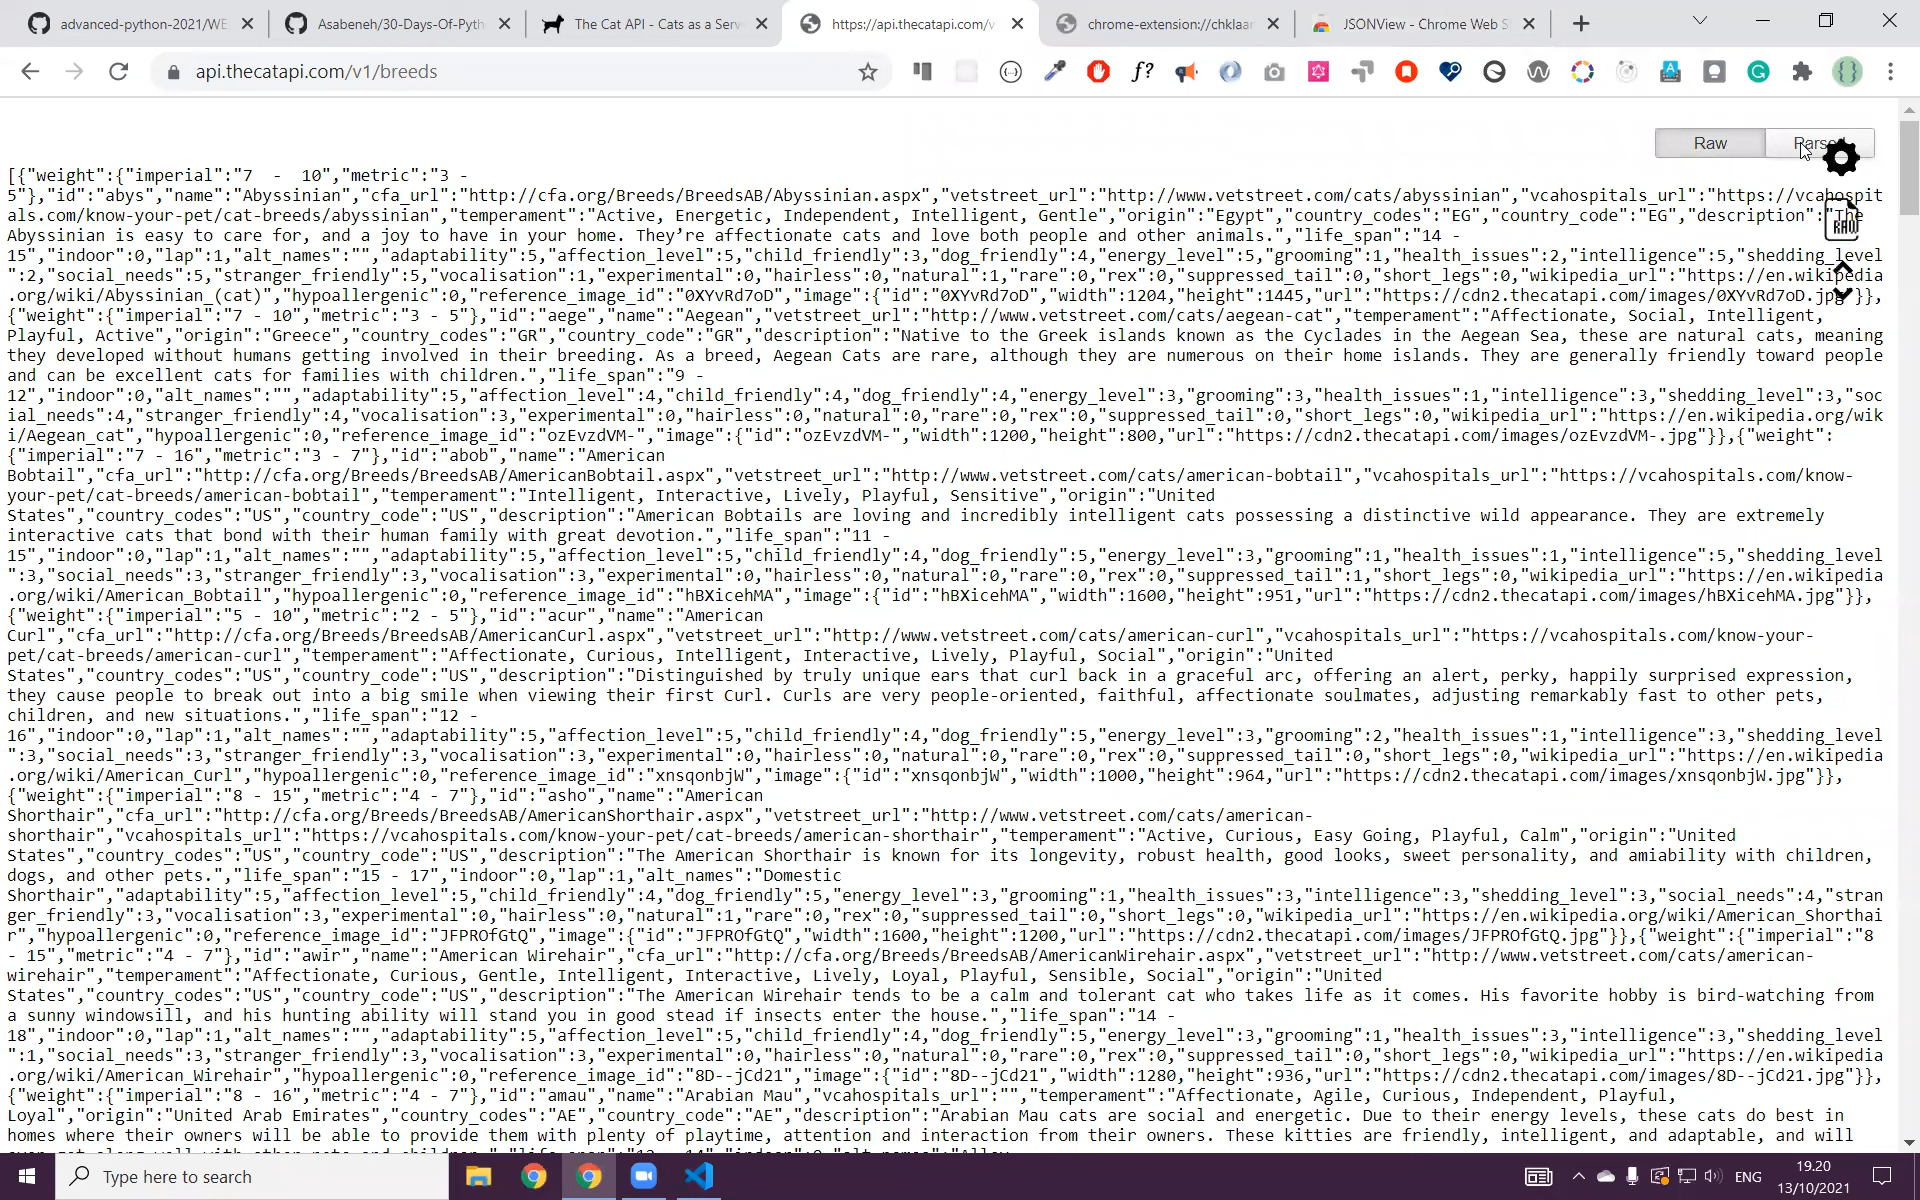 advanced-python-2021/WE
Asabeneh/30-Days-Of-Pyth
The Cat API - Cats as a Serv
https://api.thecatapi.com/v
chrome-extension://chklaan
JSONView - Chrome Web S
api.thecatapi.com/v1/breeds
Raw
Parsed
[{"weight":{"imperial":"7  -  10","metric":"3 -
5"},"id":"abys","name":"Abyssinian","cfa_url":"http://cfa.org/Breeds/BreedsAB/Abyssinian.aspx","vetstreet_url":"http://www.vetstreet.com/cats/abyssinian","vcahospitals_url":"https://vcahospit
als.com/know-your-pet/cat-breeds/abyssinian","temperament":"Active, Energetic, Independent, Intelligent, Gentle","origin":"Egypt","country_codes":"EG","country_code":"EG","description":"The
Abyssinian is easy to care for, and a joy to have in your home. They’re affectionate cats and love both people and other animals.","life_span":"14 -
15","indoor":0,"lap":1,"alt_names":"","adaptability":5,"affection_level":5,"child_friendly":3,"dog_friendly":4,"energy_level":5,"grooming":1,"health_issues":2,"intelligence":5,"shedding_level
":2,"social_needs":5,"stranger_friendly":5,"vocalisation":1,"experimental":0,"hairless":0,"natural":1,"rare":0,"rex":0,"suppressed_tail":0,"short_legs":0,"wikipedia_url":"https://en.wikipedia
.org/wiki/Abyssinian_(cat)","hypoallergenic":0,"reference_image_id":"0XYvRd7oD","image":{"id":"0XYvRd7oD","width":1204,"height":1445,"url":"https://cdn2.thecatapi.com/images/0XYvRd7oD.jpg"}},
{"weight":{"imperial":"7 - 10","metric":"3 - 5"},"id":"aege","name":"Aegean","vetstreet_url":"http://www.vetstreet.com/cats/aegean-cat","temperament":"Affectionate, Social, Intelligent,
Playful, Active","origin":"Greece","country_codes":"GR","country_code":"GR","description":"Native to the Greek islands known as the Cyclades in the Aegean Sea, these are natural cats, meaning
they developed without humans getting involved in their breeding. As a breed, Aegean Cats are rare, although they are numerous on their home islands. They are generally friendly toward people
and can be excellent cats for families with children.","life_span":"9 -
12","indoor":0,"alt_names":"","adaptability":5,"affection_level":4,"child_friendly":4,"dog_friendly":4,"energy_level":3,"grooming":3,"health_issues":1,"intelligence":3,"shedding_level":3,"soc
ial_needs":4,"stranger_friendly":4,"vocalisation":3,"experimental":0,"hairless":0,"natural":0,"rare":0,"rex":0,"suppressed_tail":0,"short_legs":0,"wikipedia_url":"https://en.wikipedia.org/wik
i/Aegean_cat","hypoallergenic":0,"reference_image_id":"ozEvzdVM-","image":{"id":"ozEvzdVM-","width":1200,"height":800,"url":"https://cdn2.thecatapi.com/images/ozEvzdVM-.jpg"}},{"weight":
{"imperial":"7 - 16","metric":"3 - 7"},"id":"abob","name":"American
Bobtail","cfa_url":"http://cfa.org/Breeds/BreedsAB/AmericanBobtail.aspx","vetstreet_url":"http://www.vetstreet.com/cats/american-bobtail","vcahospitals_url":"https://vcahospitals.com/know-
your-pet/cat-breeds/american-bobtail","temperament":"Intelligent, Interactive, Lively, Playful, Sensitive","origin":"United
States","country_codes":"US","country_code":"US","description":"American Bobtails are loving and incredibly intelligent cats possessing a distinctive wild appearance. They are extremely
interactive cats that bond with their human family with great devotion.","life_span":"11 -
15","indoor":0,"lap":1,"alt_names":"","adaptability":5,"affection_level":5,"child_friendly":4,"dog_friendly":5,"energy_level":3,"grooming":1,"health_issues":1,"intelligence":5,"shedding_level
":3,"social_needs":3,"stranger_friendly":3,"vocalisation":3,"experimental":0,"hairless":0,"natural":0,"rare":0,"rex":0,"suppressed_tail":1,"short_legs":0,"wikipedia_url":"https://en.wikipedia
.org/wiki/American_Bobtail","hypoallergenic":0,"reference_image_id":"hBXicehMA","image":{"id":"hBXicehMA","width":1600,"height":951,"url":"https://cdn2.thecatapi.com/images/hBXicehMA.jpg"}},
{"weight":{"imperial":"5 - 10","metric":"2 - 5"},"id":"acur","name":"American
Curl","cfa_url":"http://cfa.org/Breeds/BreedsAB/AmericanCurl.aspx","vetstreet_url":"http://www.vetstreet.com/cats/american-curl","vcahospitals_url":"https://vcahospitals.com/know-your-
pet/cat-breeds/american-curl","temperament":"Affectionate, Curious, Intelligent, Interactive, Lively, Playful, Social","origin":"United
States","country_codes":"US","country_code":"US","description":"Distinguished by truly unique ears that curl back in a graceful arc, offering an alert, perky, happily surprised expression,
they cause people to break out into a big smile when viewing their first Curl. Curls are very people-oriented, faithful, affectionate soulmates, adjusting remarkably fast to other pets,
children, and new situations.","life_span":"12 -
16","indoor":0,"lap":1,"alt_names":"","adaptability":5,"affection_level":5,"child_friendly":4,"dog_friendly":5,"energy_level":3,"grooming":2,"health_issues":1,"intelligence":3,"shedding_level
":3,"social_needs":3,"stranger_friendly":3,"vocalisation":3,"experimental":0,"hairless":0,"natural":0,"rare":0,"rex":0,"suppressed_tail":0,"short_legs":0,"wikipedia_url":"https://en.wikipedia
.org/wiki/American_Curl","hypoallergenic":0,"reference_image_id":"xnsqonbjW","image":{"id":"xnsqonbjW","width":1000,"height":964,"url":"https://cdn2.thecatapi.com/images/xnsqonbjW.jpg"}},
{"weight":{"imperial":"8 - 15","metric":"4 - 7"},"id":"asho","name":"American
Shorthair","cfa_url":"http://cfa.org/Breeds/BreedsAB/AmericanShorthair.aspx","vetstreet_url":"http://www.vetstreet.com/cats/american-
shorthair","vcahospitals_url":"https://vcahospitals.com/know-your-pet/cat-breeds/american-shorthair","temperament":"Active, Curious, Easy Going, Playful, Calm","origin":"United
States","country_codes":"US","country_code":"US","description":"The American Shorthair is known for its longevity, robust health, good looks, sweet personality, and amiability with children,
dogs, and other pets.","life_span":"15 - 17","indoor":0,"lap":1,"alt_names":"Domestic
Shorthair","adaptability":5,"affection_level":5,"child_friendly":4,"dog_friendly":5,"energy_level":3,"grooming":1,"health_issues":3,"intelligence":3,"shedding_level":3,"social_needs":4,"stran
ger_friendly":3,"vocalisation":3,"experimental":0,"hairless":0,"natural":1,"rare":0,"rex":0,"suppressed_tail":0,"short_legs":0,"wikipedia_url":"https://en.wikipedia.org/wiki/American_Shorthai
r","hypoallergenic":0,"reference_image_id":"JFPROfGtQ","image":{"id":"JFPROfGtQ","width":1600,"height":1200,"url":"https://cdn2.thecatapi.com/images/JFPROfGtQ.jpg"}},{"weight":{"imperial":"8
- 15","metric":"4 - 7"},"id":"awir","name":"American Wirehair","cfa_url":"http://cfa.org/Breeds/BreedsAB/AmericanWirehair.aspx","vetstreet_url":"http://www.vetstreet.com/cats/american-
wirehair","temperament":"Affectionate, Curious, Gentle, Intelligent, Interactive, Lively, Loyal, Playful, Sensible, Social","origin":"United
States","country_codes":"US","country_code":"US","description":"The American Wirehair tends to be a calm and tolerant cat who takes life as it comes. His favorite hobby is bird-watching from
a sunny windowsill, and his hunting ability will stand you in good stead if insects enter the house.","life_span":"14 -
18","indoor":0,"lap":1,"alt_names":"","adaptability":5,"affection_level":5,"child_friendly":4,"dog_friendly":5,"energy_level":3,"grooming":1,"health_issues":3,"intelligence":3,"shedding_level
":1,"social_needs":3,"stranger_friendly":3,"vocalisation":3,"experimental":0,"hairless":0,"natural":0,"rare":0,"rex":0,"suppressed_tail":0,"short_legs":0,"wikipedia_url":"https://en.wikipedia
.org/wiki/American_Wirehair","hypoallergenic":0,"reference_image_id":"8D--jCd21","image":{"id":"8D--jCd21","width":1280,"height":936,"url":"https://cdn2.thecatapi.com/images/8D--jCd21.jpg"}},
{"weight":{"imperial":"8 - 16","metric":"4 - 7"},"id":"amau","name":"Arabian Mau","vcahospitals_url":"","temperament":"Affectionate, Agile, Curious, Independent, Playful,
Loyal","origin":"United Arab Emirates","country_codes":"AE","country_code":"AE","description":"Arabian Mau cats are social and energetic. Due to their energy levels, these cats do best in
homes where their owners will be able to provide them with plenty of playtime, attention and interaction from their owners. These kitties are friendly, intelligent, and adaptable, and will
Type here to search
ENG
19.20
13/10/2021